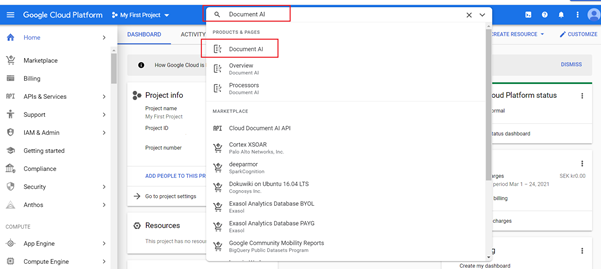 Google Cloud Platform
My First Project
Document AI
Home
Marketplace
Billing
APIs & Services
Support
IAM & Admin
Getting started
Compliance
Security
Anthos
COMPUTE
App Engine
Compute Engine
DASHBOARD
ACTIVITY
How Google Cloud is
Project info
Project name
My First Project
Project ID
Project number
ADD PEOPLE TO THIS PR
Go to project settings
Resources
This project has no resour
PRODUCTS & PAGES
Document AI
Overview
Document AI
Processors
Document AI
MARKETPLACE
Cloud Document AI API
Cortex XSOAR
Palo Alto Networks, Inc.
deeparmor
SparkCognition
Dokuwiki on Ubuntu 16.04 LTS
Cognosys Inc.
Exasol Analytics Database BYOL
Exasol
Exasol Analytics Database PAYG
Exasol
Google Community Mobility Reports
BigQuery Public Datasets Program
CREATE RESOURCE
CUSTOMIZE
DISMISS
oud Platform status
ormal
status dashboard
arges
SEK kr0.00
period Mar 1 – 24, 2021
billing
charges
ng
Create my dashboard